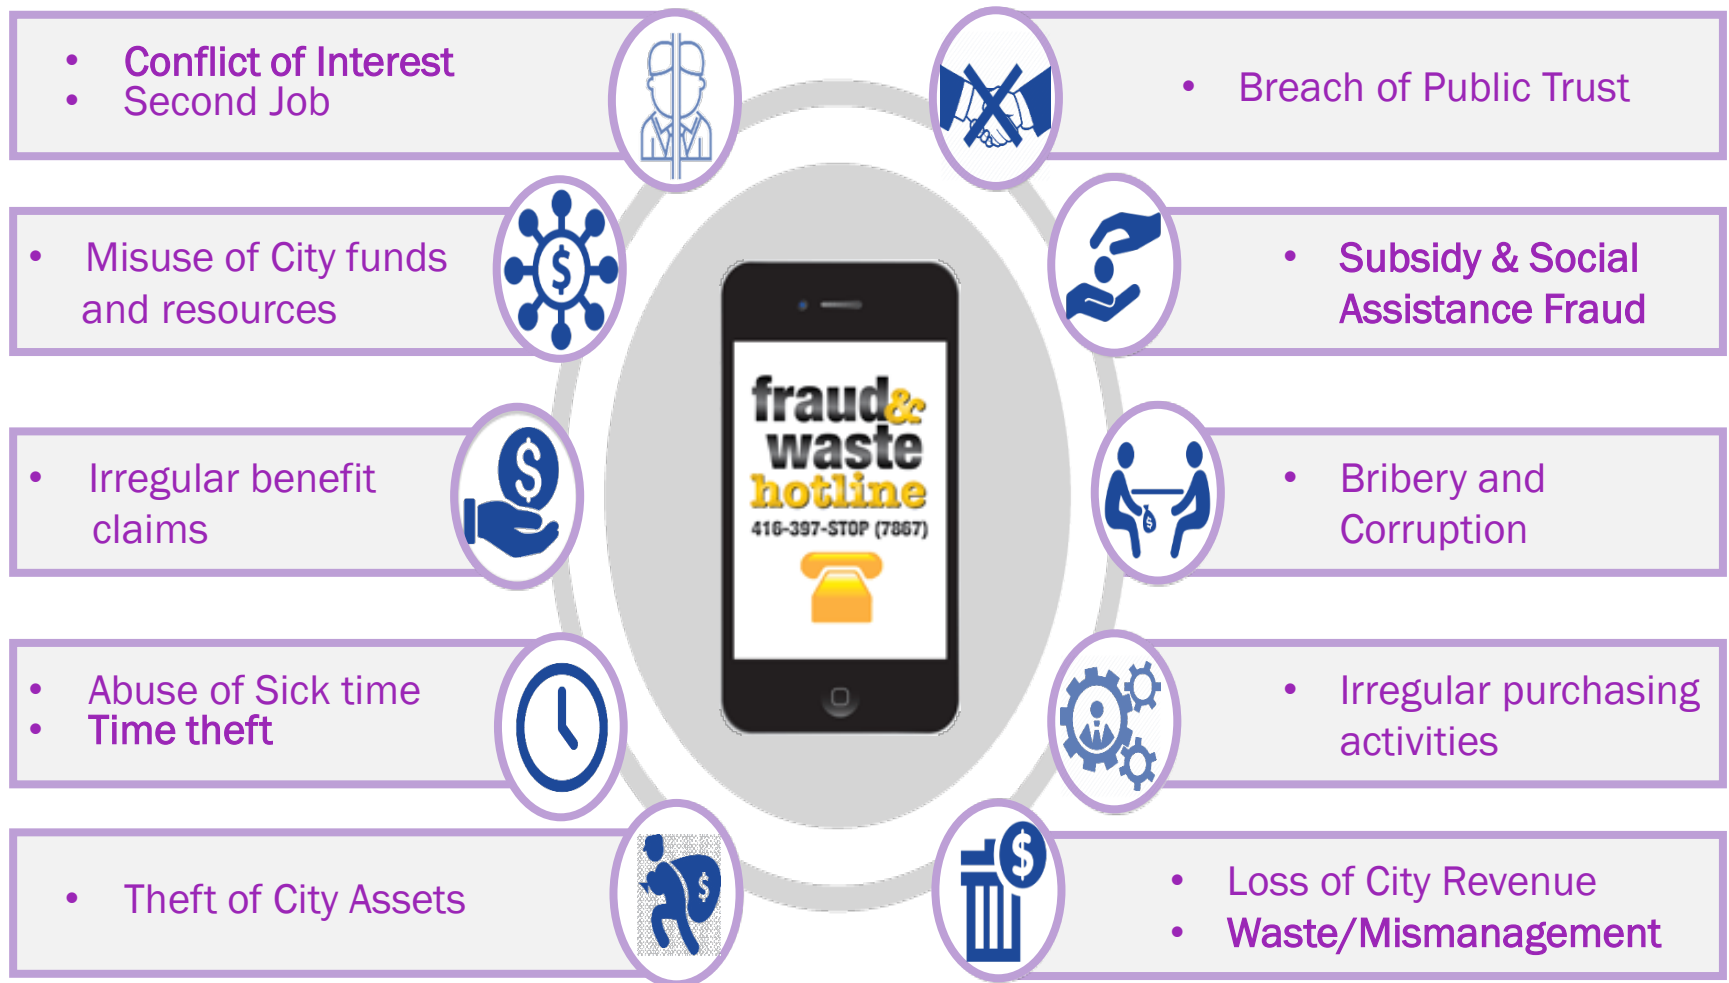 • Conflict of Interest
• Second Job
• Misuse of City funds
and resources
• Irregular benefit
claims
• Abuse of Sick time
• Time theft
• Theft of City Assets
fraud&
waste
hotline
416-397-STOP (7867)
• Breach of Public Trust
• Subsidy & Social
Assistance Fraud
• Bribery and
Corruption
• Irregular purchasing
activities
• Loss of City Revenue
• Waste/Mismanagement
$
$
$
$
$